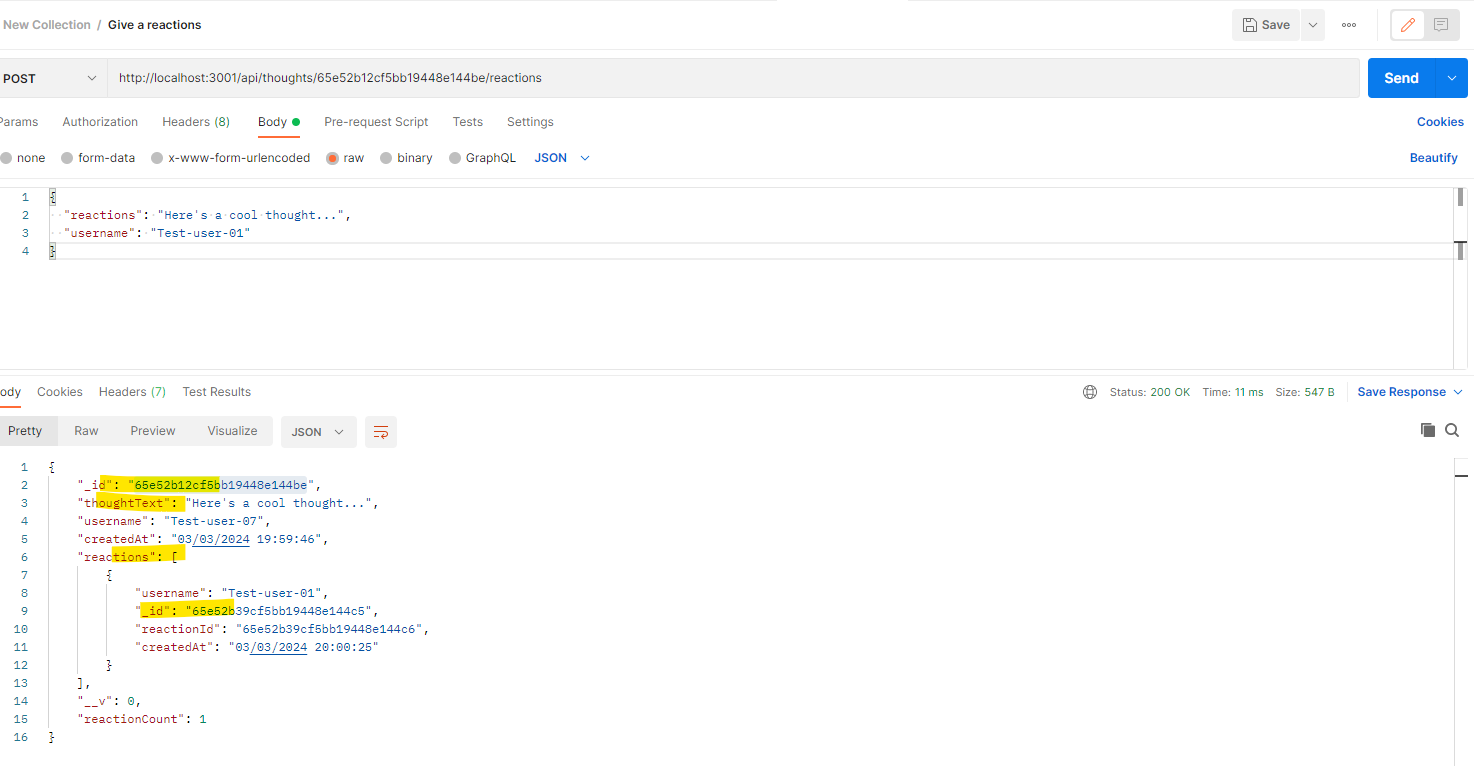 New Collection / Give a reactions
Save
POST http://localhost:3001/api/thoughts/65e52b12cf5bb19448e144be/reactions Send
Params Authorization Headers (8) Body Pre-request Script Tests Settings Cookies
none form-data x-www-form-urlencoded raw binary GraphQL JSON Beautify
1 {
2 "reactions": "Here's a cool thought...",
3 "username": "Test-user-01"
4 }
ody Cookies Headers (7) Test Results Status: 200 OK Time: 11 ms Size: 547 B Save Response
Pretty Raw Preview Visualize JSON
1 {
2 "_id": "65e52b12cf5bb19448e144be",
3 "thoughtText": "Here's a cool thought...",
4 "username": "Test-user-07",
5 "createdAt": "03/03/2024 19:59:46",
6 "reactions": [
7 {
8 "username": "Test-user-01",
9 "_id": "65e52b39cf5bb19448e144c5",
10 "reactionId": "65e52b39cf5bb19448e144c6",
11 "createdAt": "03/03/2024 20:00:25"
12 }
13 ],
14 "__v": 0,
15 "reactionCount": 1
16 }